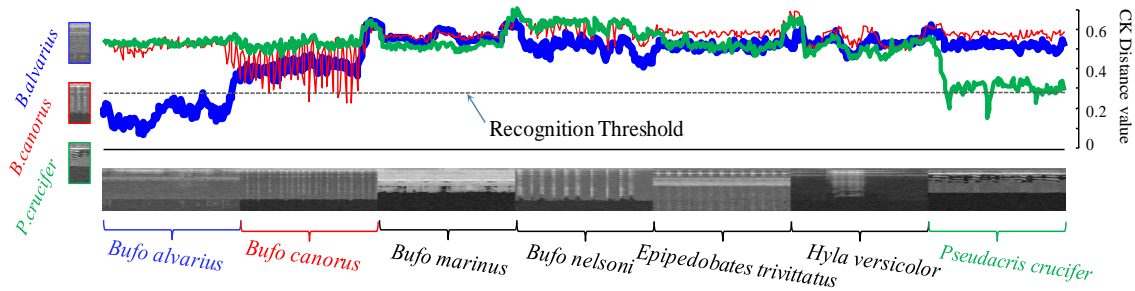 B.alvarius
B.canorus
P.crucifer
0.6
0.4
0.2
0
CK Distance value
Recognition Threshold
Bufo alvarius
Bufo canorus
Bufo marinus
Bufo nelsoni
Epipedobates trivittatus
Hyla versicolor
Pseudacris crucifer